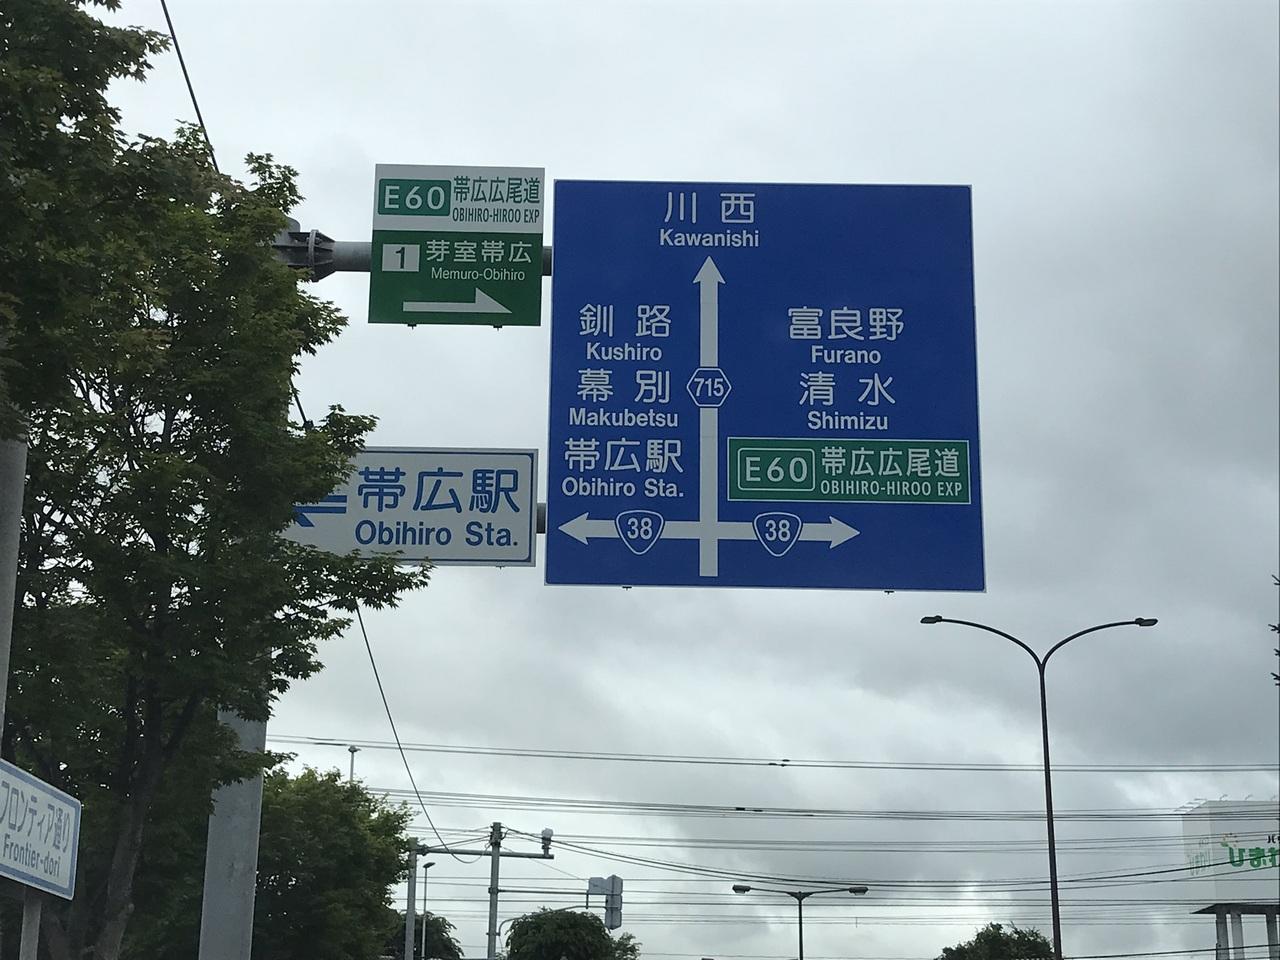 E60 帯広広尾道
OBIHIRO-HIROO EXP
1 芽室帯広
Memuro-Obihiro
帯広駅
Obihiro Sta.
川西
Kawanishi
釧路
Kushiro
幕別
Makubetsu
帯広駅
Obihiro Sta.
715
富良野
Furano
清水
Shimizu
E60 帯広広尾道
OBIHIRO-HIROO EXP
38
38
フロンティア通り
Frontier-dori